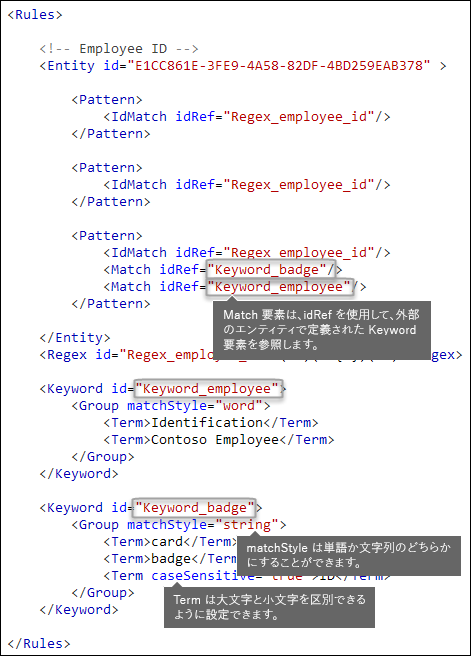 <Rules>
<!-- Employee ID -->
<Entity id="E1CC861E-3FE9-4A58-82DF-4BD259EAB378" >
<Pattern>
<IdMatch idRef="Regex_employee_id"/>
</Pattern>
<Pattern>
<IdMatch idRef="Regex_employee_id"/>
</Pattern>
<Pattern>
<IdMatch idRef="Regex_employee_id"/>
<Match idRef="Keyword_badge"/>
<Match idRef="Keyword_employee"/>
</Pattern>
Match 要素は、idRef を使用して、外部
のエンティティで定義された Keyword
要素を参照します。
</Entity>
<Regex id="Regex_employ
<Keyword id="Keyword_employee">
<Group matchStyle="word">
<Term>Identification</Term>
<Term>Contoso Employee</Term>
</Group>
</Keyword>
<Keyword id="Keyword_badge">
<Group matchStyle="string">
<Term>card</Term>
<Term>badge</Term
matchStyle は単語か文字列のどちらか
にすることができます。
<Term caseSensitive="true">ID</Term>
Term は大文字と小文字を区別できる
ように設定できます。
</Group>
</Keyword>
</Rules>